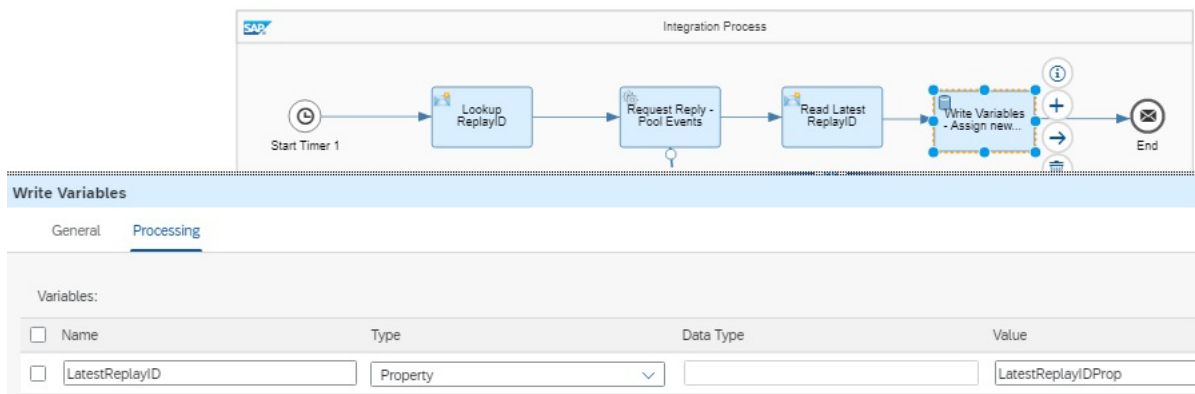 SAP
Integration Process
Lookup
ReplayID
Request Reply -
Pool Events
Read Latest
ReplayID
Write Variables
- Assign new...
Start Timer 1
End
Write Variables
General Processing
Variables:
Name Type Data Type Value
LatestReplayID Property LatestReplayIDProp